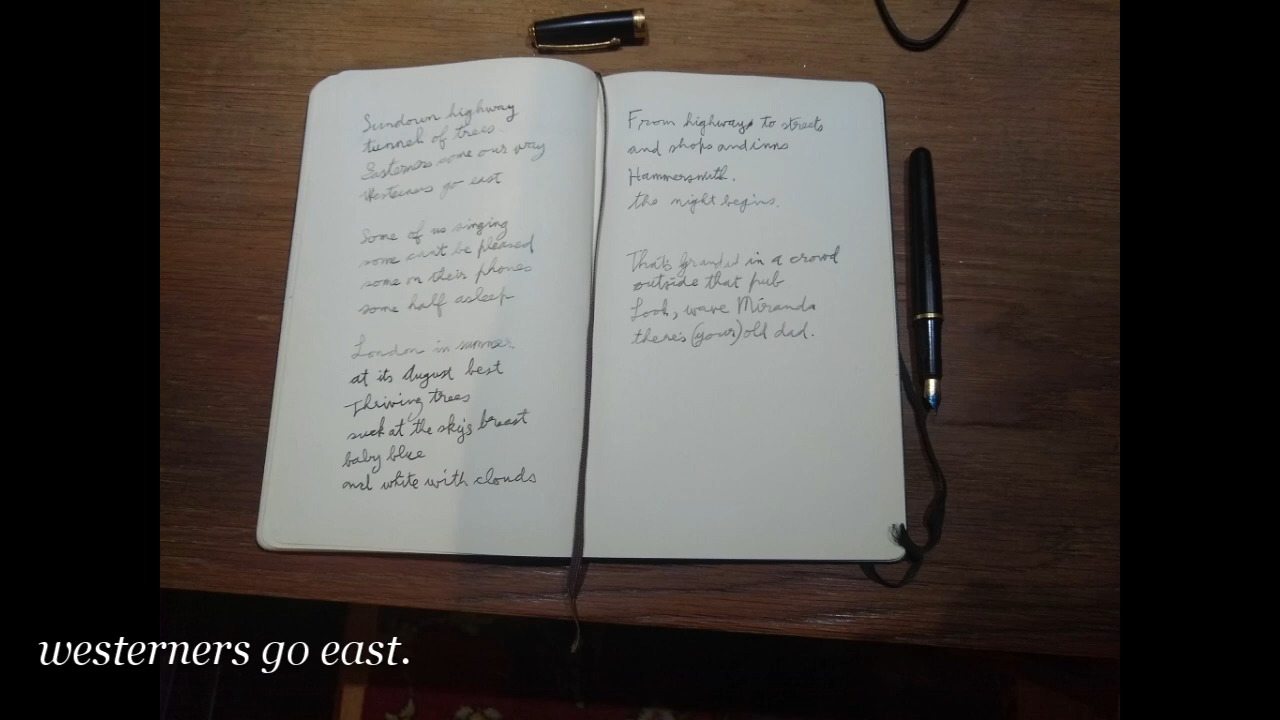 Sundown highway
tunnel of trees.
Easterners come our way
Westerners go east
Some of us singing
some can't be pleased
some on their phones
some half asleep
London in summer
at its August best
Thriving trees
suck at the sky's breast
baby blue
and white with clouds
From highways to streets
and shops and inns
Hammersmith.
the night begins.
That's grandad in a crowd
outside that pub
Look, wave Miranda
there's (your) old dad.
westerners go east.